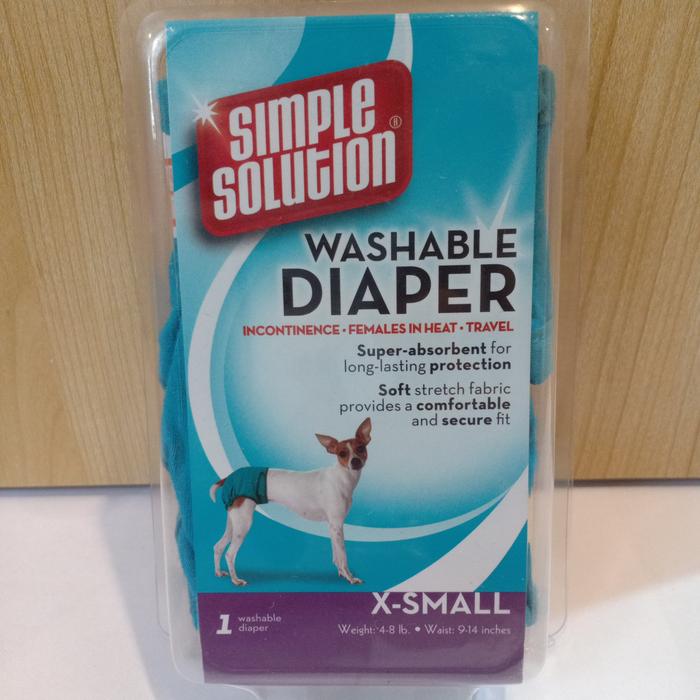 SIMPLE
SOLUTION®
WASHABLE
DIAPER
INCONTINENCE • FEMALES IN HEAT • TRAVEL
Super-absorbent for
long-lasting protection
Soft stretch fabric
provides a comfortable
and secure fit
X-SMALL
1 washable
diaper
Weight: 4-8 lb. • Waist: 9-14 inches